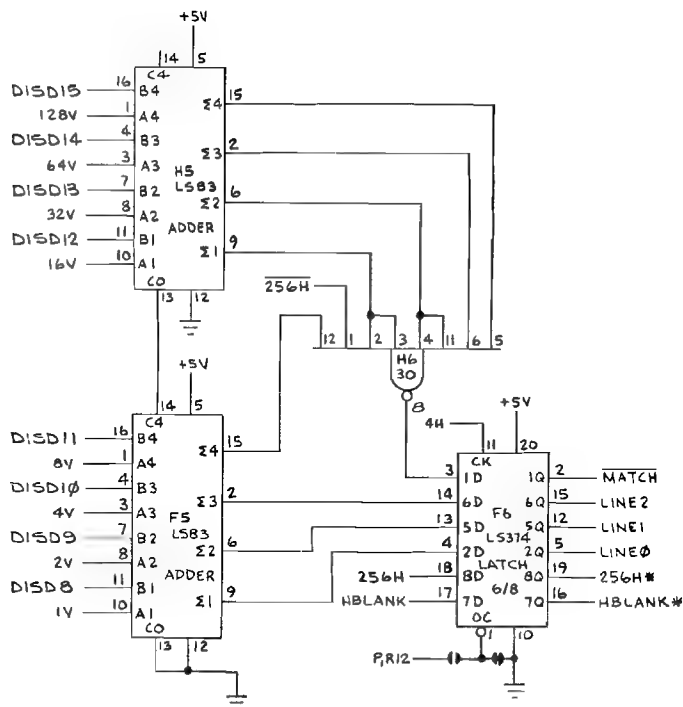 +5V
14 5
C4
DISD15 16 B4 Σ4 15
128V 1 A4
DISD14 4 B3 Σ3 2
64V 3 A3
H5
DISD13 7 B2 LS83 Σ2 6
32V 8 A2
ADDER
DISD12 11 B1 Σ1 9
16V 10 A1
C0
13 12
256H
12 1 2 3 4 11 6 5
H6
30
8
+5V
14 5
C4
DISD11 16 B4 Σ4 15
8V 1 A4
DISD10 4 B3 Σ3 2
4V 3 A3
F5
DISD9 7 B2 LS83 Σ2 6
2V 8 A2
ADDER
DISD8 11 B1 Σ1 9
1V 10 A1
C0
13 12
+5V
4H
11 20
CK
3 1D 1Q 2 MATCH
14 6D 6Q 15 LINE2
F6
13 5D 5Q 12 LINE1
LS374
4 2D 2Q 5 LINE0
LATCH
256H 18 8D 8Q 19 256H*
6/8
HBLANK 17 7D 7Q 16 HBLANK*
OC
1 10
P,R12